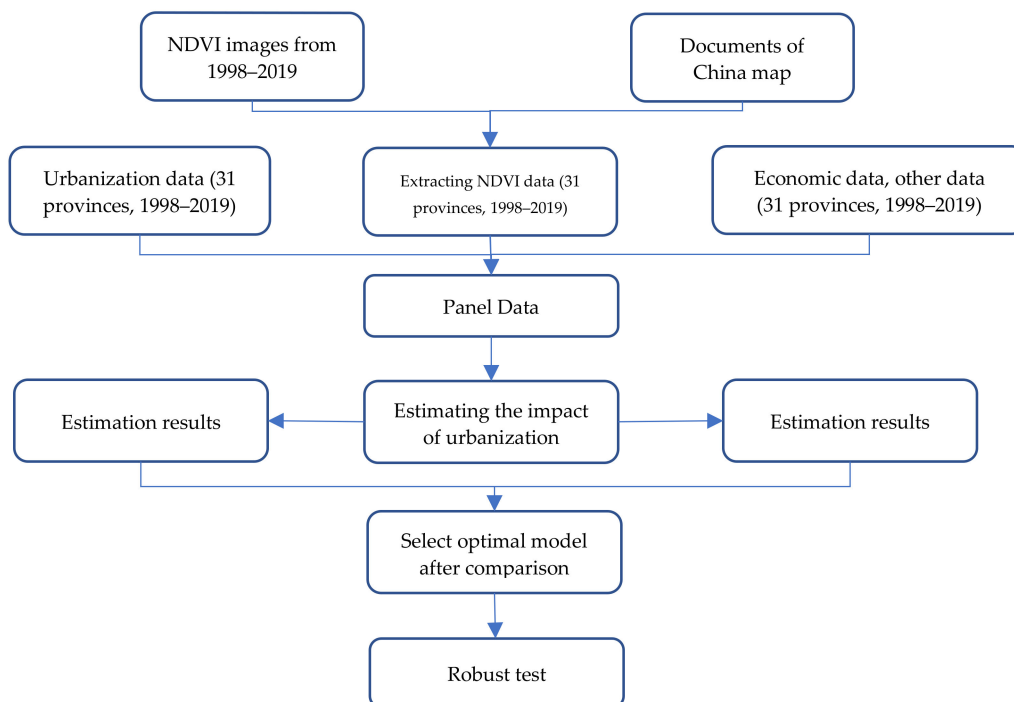 NDVI images from
1998–2019
Documents of
China map
Urbanization data (31
provinces, 1998–2019)
Extracting NDVI data (31
provinces, 1998–2019)
Economic data, other data
(31 provinces, 1998–2019)
Panel Data
Estimation results
Estimating the impact
of urbanization
Estimation results
Select optimal model
after comparison
Robust test